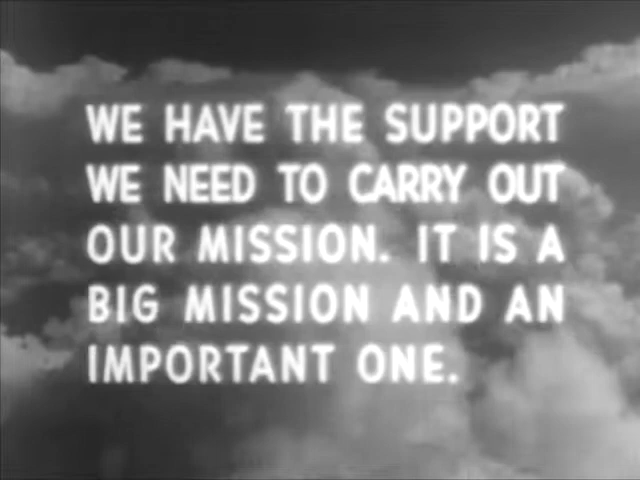 WE HAVE THE SUPPORT
WE NEED TO CARRY OUT
OUR MISSION. IT IS A
BIG MISSION AND AN
IMPORTANT ONE.